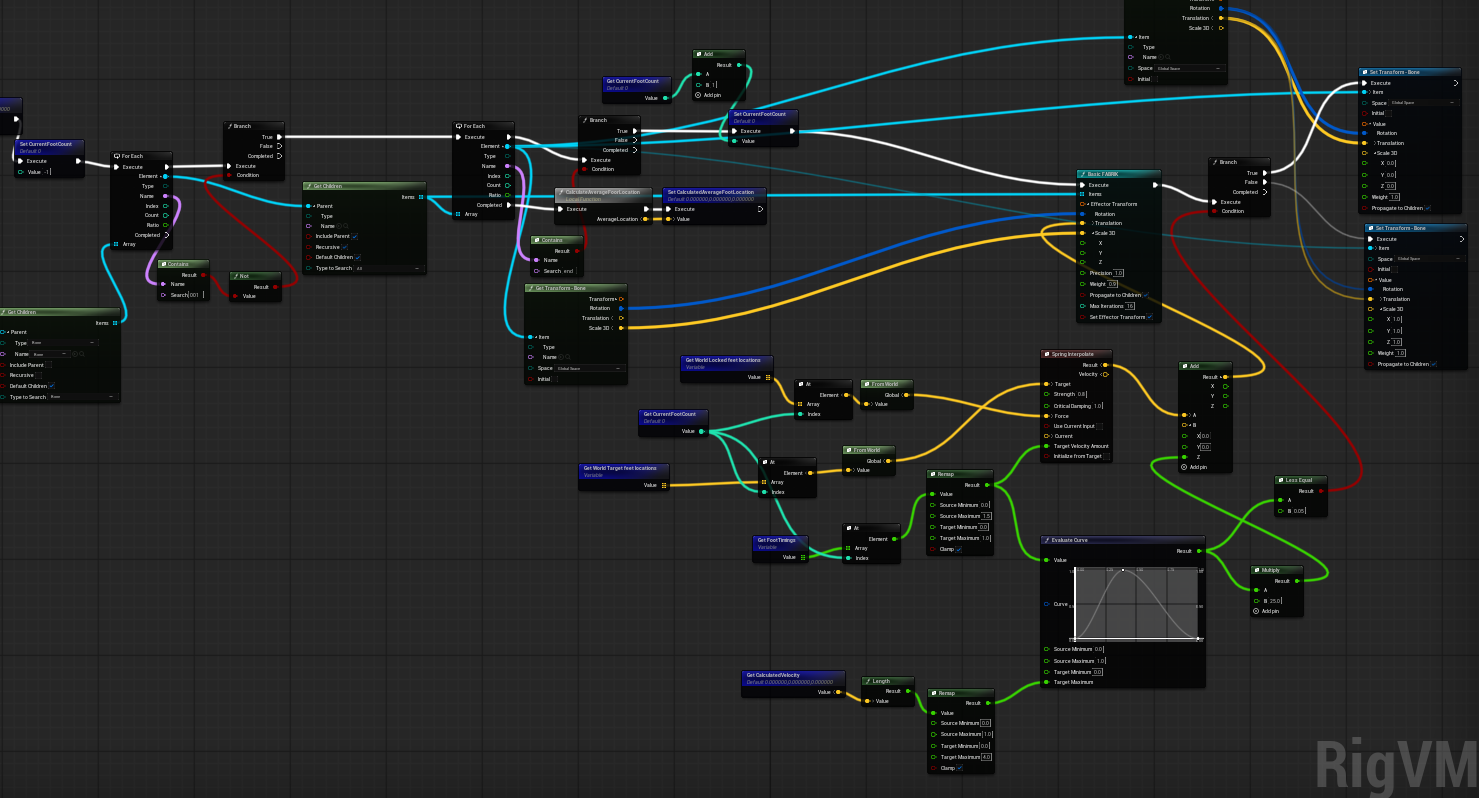 Set CurrentFootCount
Default 0
Execute
Value -1
For Each
Execute
Element
Type
Name
Index
Count
Ratio
Completed
Array
Branch
True
False
Completed
Execute
Condition
Contains
Result
Name
Search 001
Not
Result
Value
Get Children
Items
Parent
Type
Name
Include Parent
Recursive
Default Children
Type to Search
Get Children
Items
Parent
Type
Name
Include Parent
Recursive
Default Children
Type to Search All
For Each
Execute
Element
Type
Name
Index
Count
Ratio
Completed
Array
Get CurrentFootCount
Default 0
Value
Add
Result
A
B 1
Add pin
Branch
True
False
Completed
Execute
Condition
Set CurrentFootCount
Default 0
Execute
Value
CalculateAverageFootLocation
Local Function
Execute
AverageLocation
Set CalculatedAverageFootLocation
Default 0.000000,0.000000,0.000000
Execute
Value
Contains
Result
Name
Search end
Get Transform - Bone
Transform
Rotation
Translation
Scale 3D
Item
Type
Name
Space Global Space
Initial
Get World Locked feet locations
Variable
Value
At
Element
Array
Index
From World
Global
Value
Get CurrentFootCount
Default 0
Value
Get World Target feet locations
Variable
Value
At
Element
Array
Index
From World
Global
Value
Get FootTimings
Variable
Value
At
Element
Array
Index
Remap
Result
Value
Source Minimum 0.0
Source Maximum 1.5
Target Minimum 0.0
Target Maximum 1.0
Clamp
Get CalculatedVelocity
Default 0.000000,0.000000,0.000000
Value
Length
Result
Value
Remap
Result
Value
Source Minimum 0.0
Source Maximum 1.0
Target Minimum 0.0
Target Maximum 4.0
Clamp
Rotation
Translation
Scale 3D
Item
Type
Name
Space Global Space
Initial
Basic FABRIK
Execute
Items
Effector Transform
Rotation
Translation
Scale 3D
X
Y
Z
Precision 1.0
Weight 0.9
Propagate to Children
Max Iterations 16
Set Effector Transform
Spring Interpolate
Result
Velocity
Target
Strength 0.8
Critical Damping 1.0
Force
Use Current Input
Current
Target Velocity Amount
Initialize from Target
Evaluate Curve
Result
Value
Curve
Source Minimum 0.0
Source Maximum 1.0
Target Minimum 0.0
Target Maximum
Add
Result
X
Y
Z
A
B
X 0.0
Y 0.0
Z
Add pin
Less Equal
Result
A
B 0.05
Multiply
Result
A
B 25.0
Add pin
Branch
True
False
Completed
Execute
Condition
Set Transform - Bone
Execute
Item
Space Global Space
Initial
Value
Rotation
Translation
Scale 3D
X 0.0
Y 0.0
Z 0.0
Weight 1.0
Propagate to Children
Set Transform - Bone
Execute
Item
Space Global Space
Initial
Value
Rotation
Translation
Scale 3D
X 1.0
Y 1.0
Z 1.0
Weight 1.0
Propagate to Children
RigVM